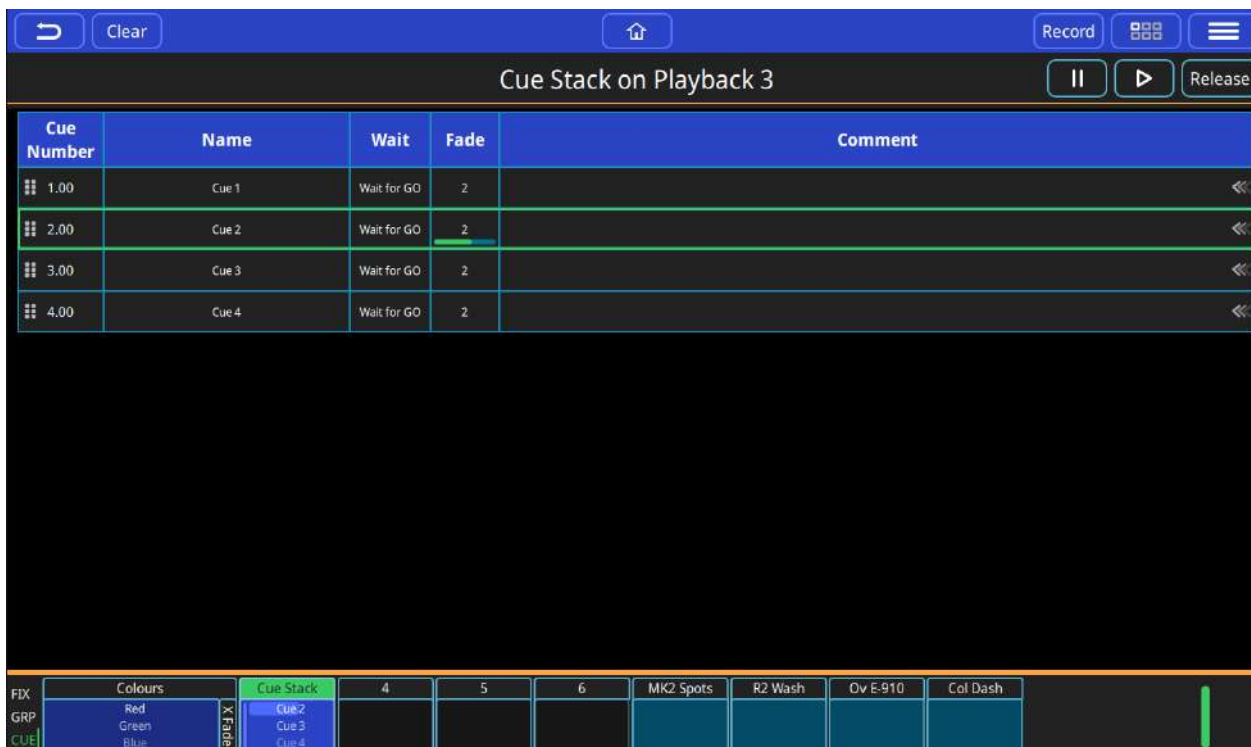 Clear
Record
Cue Stack on Playback 3
Release
Cue Number Name Wait Fade Comment
1.00 Cue 1 Wait for GO 2
2.00 Cue 2 Wait for GO 2
3.00 Cue 3 Wait for GO 2
4.00 Cue 4 Wait for GO 2
FIX
GRP
CUE
Colours
Red
Green
Blue
X Fade
Cue Stack
Cue 2
Cue 3
Cue 4
4
5
6
MK2 Spots
R2 Wash
Ov E-910
Col Dash